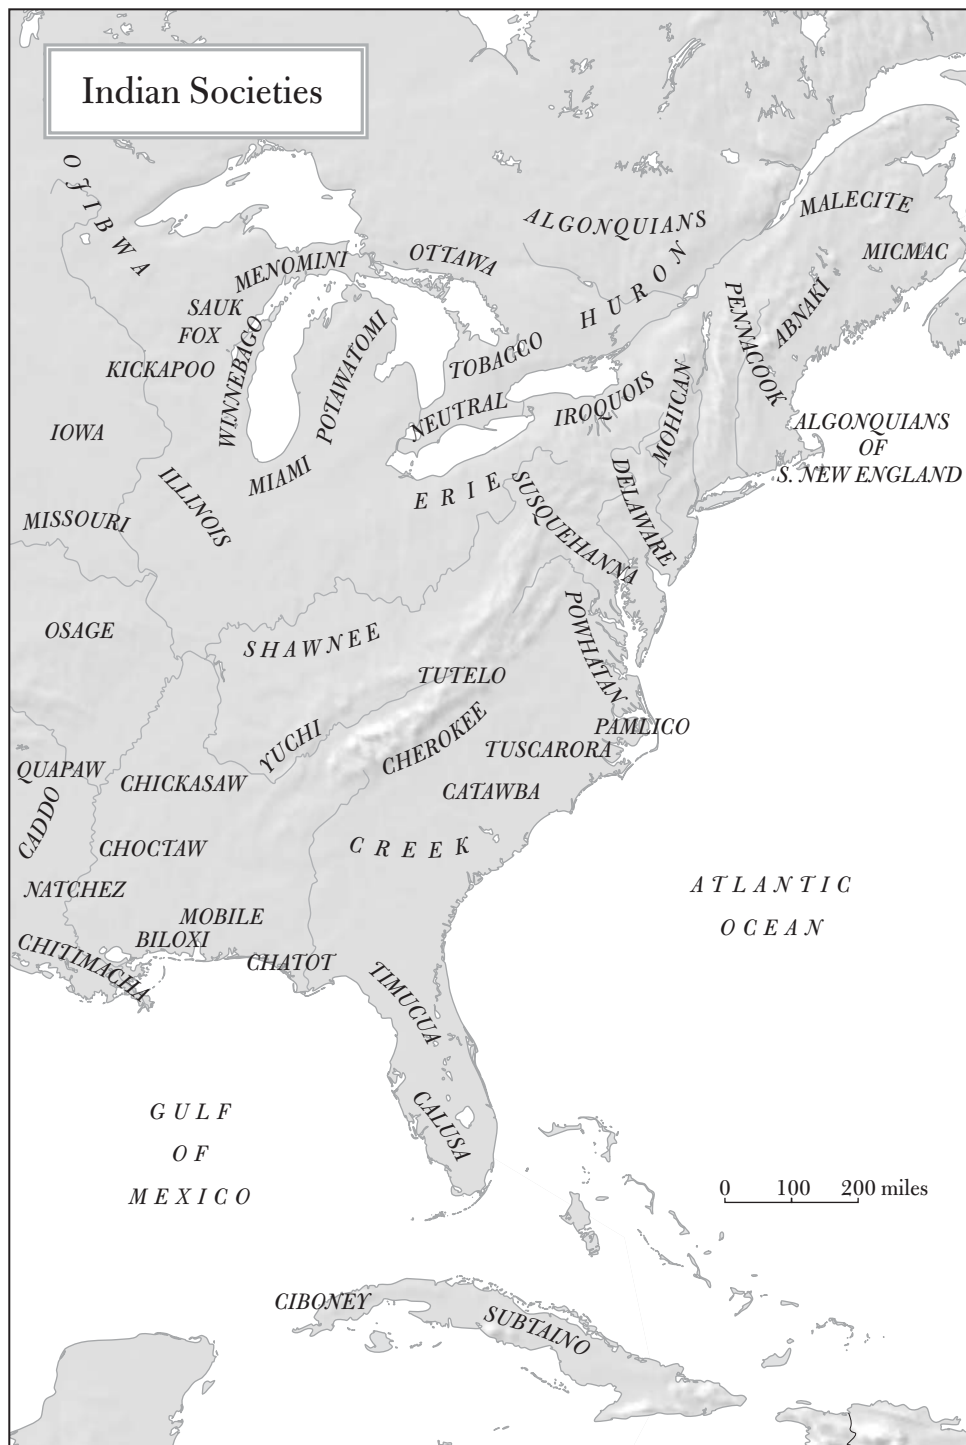 Indian Societies
OJIBWA
ALGONQUIANS
MALECITE
MICMAC
OTTAWA
MENOMINI
HURON
SAUK
FOX
PENNACOOK
ABNAKI
KICKAPOO
WINNEBAGO
POTAWATOMI
TOBACCO
NEUTRAL
IROQUOIS
MOHICAN
IOWA
ALGONQUIANS
OF
S. NEW ENGLAND
MIAMI
ILLINOIS
ERIE
SUSQUEHANNA
DELAWARE
MISSOURI
OSAGE
SHAWNEE
POWHATAN
TUTELO
YUCHI
CHEROKEE
PAMLICO
TUSCARORA
QUAPAW
CHICKASAW
CATAWBA
CADDO
CHOCTAW
CREEK
NATCHEZ
ATLANTIC
OCEAN
MOBILE
BILOXI
CHITIMACHA
CHATOT
TIMUCUA
CALUSA
GULF
OF
MEXICO
0 100 200 miles
CIBONEY
SUBTAINO